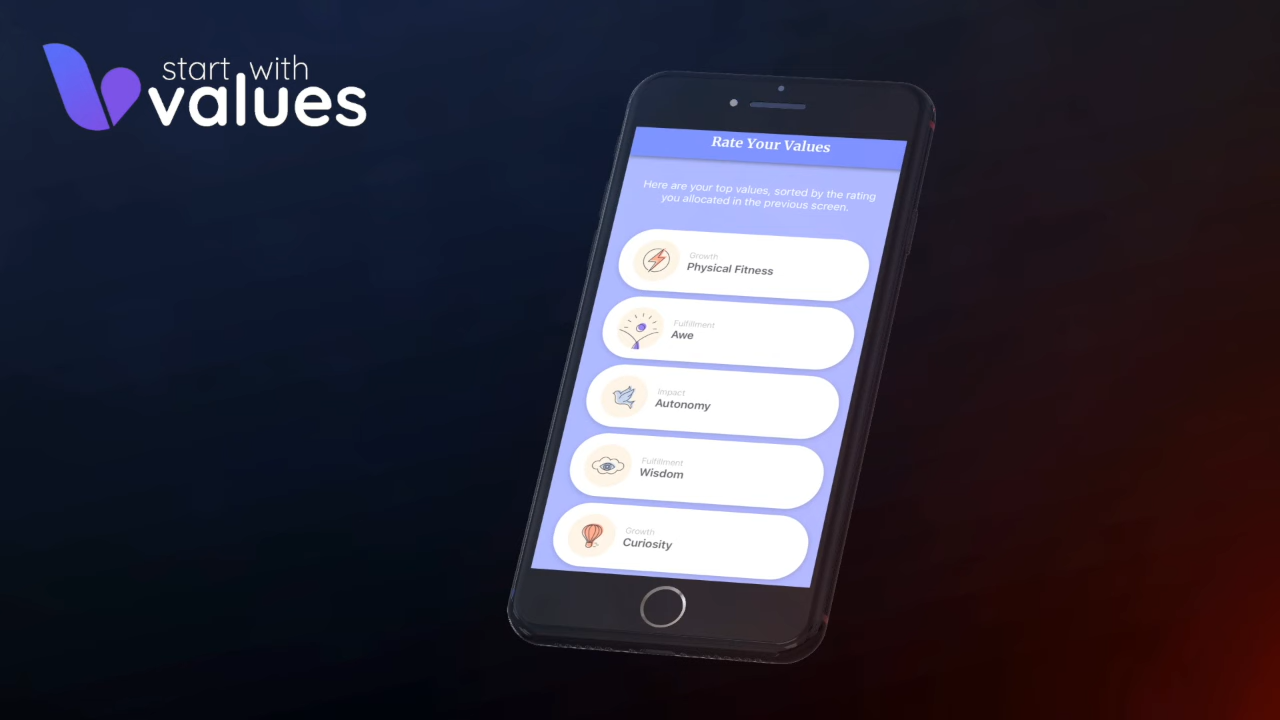 start with
values
Rate Your Values
Here are your top values, sorted by the rating
you allocated in the previous screen.
Growth
Physical Fitness
Fulfillment
Awe
Impact
Autonomy
Fulfillment
Wisdom
Growth
Curiosity